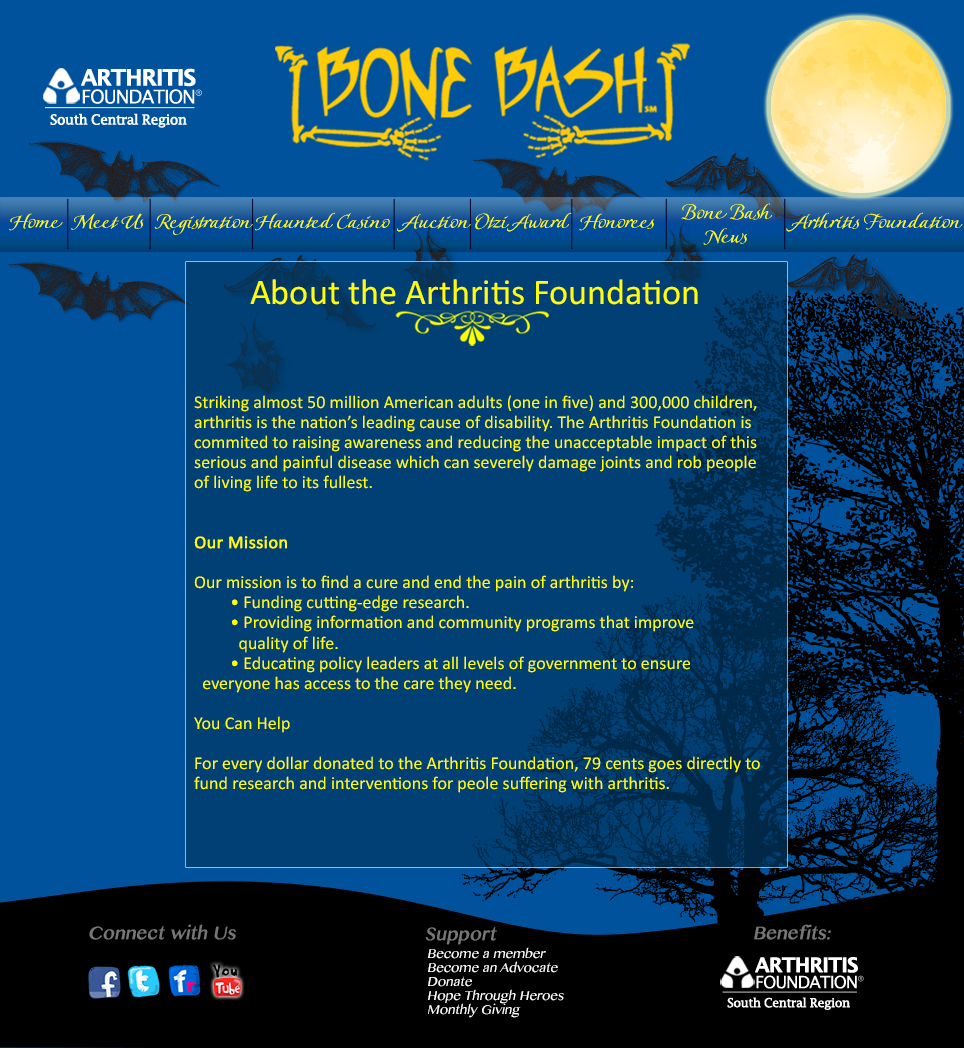 ARTHRITIS
FOUNDATION®
South Central Region
BONE BASH SM
Home
Meet Us
Registration
Haunted Casino
Auction
Otzi Award
Honorees
Bone Bash
News
Arthritis Foundation
About the Arthritis Foundation
Striking almost 50 million American adults (one in five) and 300,000 children,
arthritis is the nation’s leading cause of disability. The Arthritis Foundation is
commited to raising awareness and reducing the unacceptable impact of this
serious and painful disease which can severely damage joints and rob people
of living life to its fullest.
Our Mission
Our mission is to find a cure and end the pain of arthritis by:
• Funding cutting-edge research.
• Providing information and community programs that improve
quality of life.
• Educating policy leaders at all levels of government to ensure
everyone has access to the care they need.
You Can Help
For every dollar donated to the Arthritis Foundation, 79 cents goes directly to
fund research and interventions for peole suffering with arthritis.
Connect with Us
f t fr You
Tube
Support
Become a member
Become an Advocate
Donate
Hope Through Heroes
Monthly Giving
Benefits:
ARTHRITIS
FOUNDATION®
South Central Region